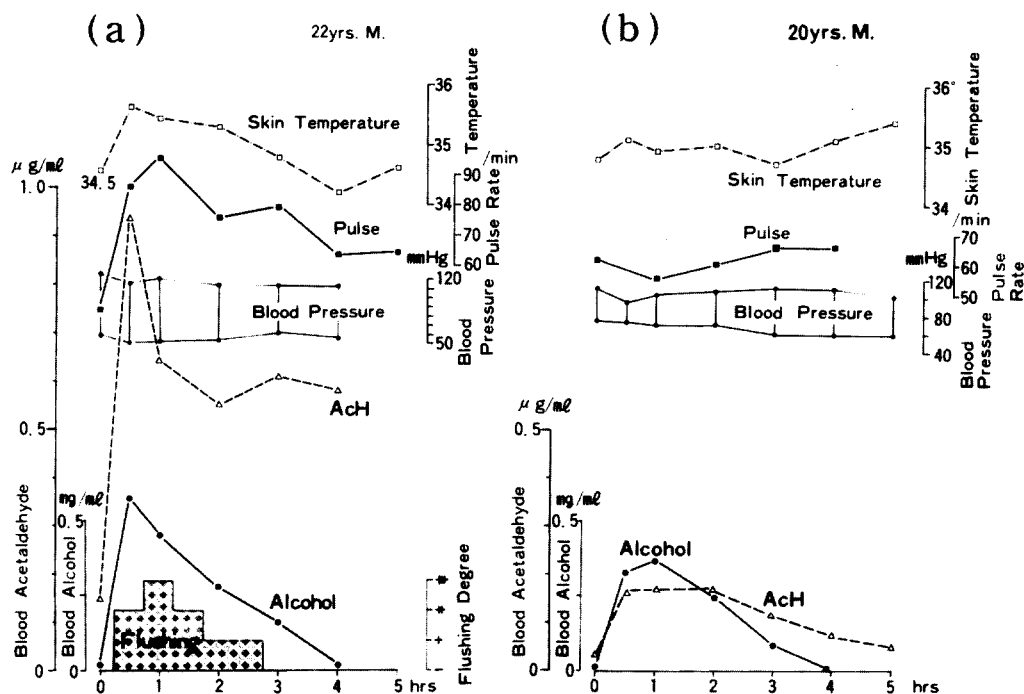 (a)
22yrs. M.
36
35
34
Skin Temperature
Temperature
34.5
μ g/ml
1.0
0.5
0
Blood Acetaldehyde
/min
90
80
70
60
Pulse Rate
Pulse
mmHg
120
50
Blood Pressure
Blood Pressure
AcH
mg/ml
0.5
0
Blood Alcohol
Alcohol
Flushing
*
*
+
-
Flushing Degree
0 1 2 3 4 5 hrs
(b)
20yrs. M.
36°
35
34
Skin Temperature
Skin Temperature
/min
70
60
50
Pulse Rate
Pulse
mmHg
120
80
40
Blood Pressure
Blood Pressure
μ g/ml
0.5
0
Blood Acetaldehyde
mg/ml
0.5
0
Blood Alcohol
Alcohol
AcH
0 1 2 3 4 5 hrs